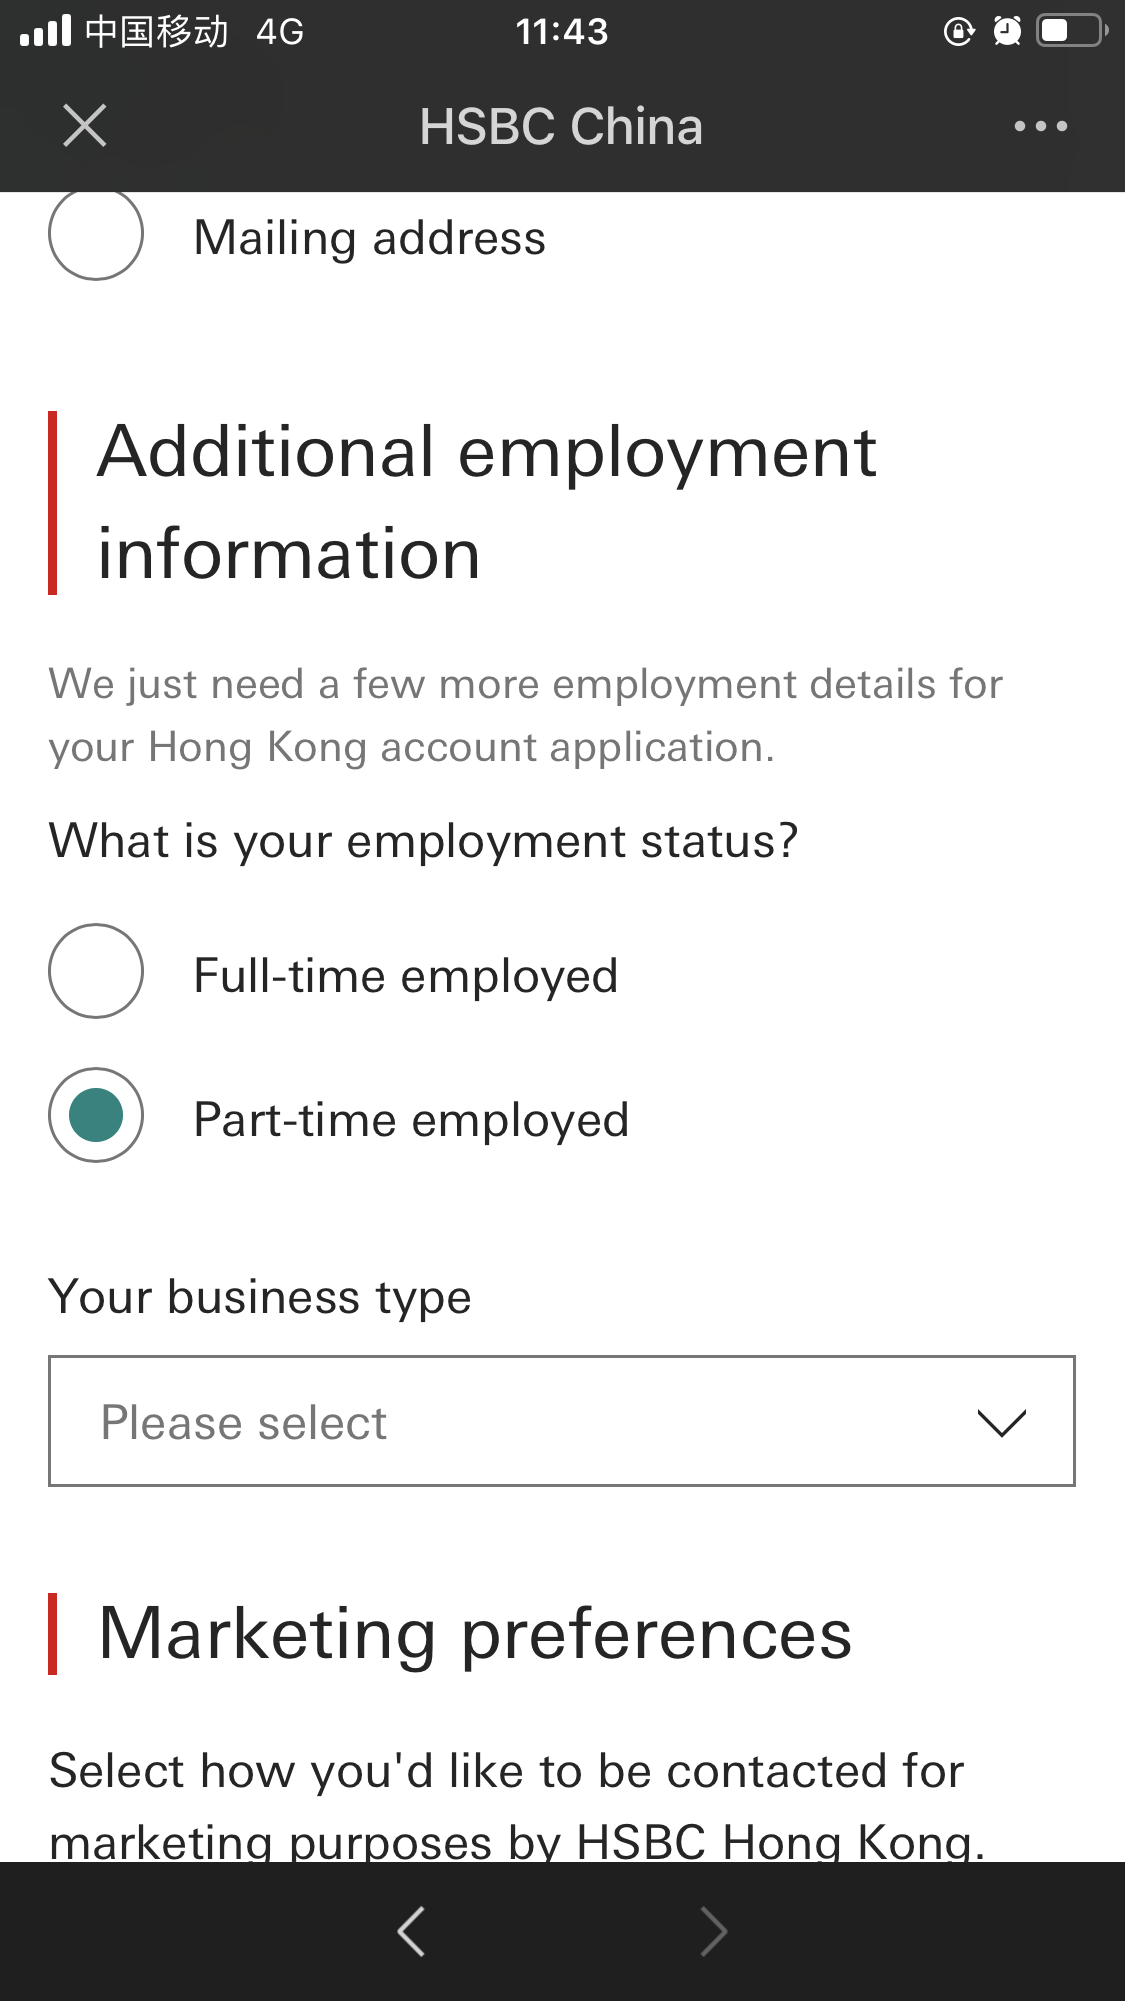 中国移动 4G 11:43
HSBC China
Mailing address
Additional employment
information
We just need a few more employment details for
your Hong Kong account application.
What is your employment status?
Full-time employed
Part-time employed
Your business type
Please select
Marketing preferences
Select how you'd like to be contacted for
marketing purposes by HSBC Hong Kong.